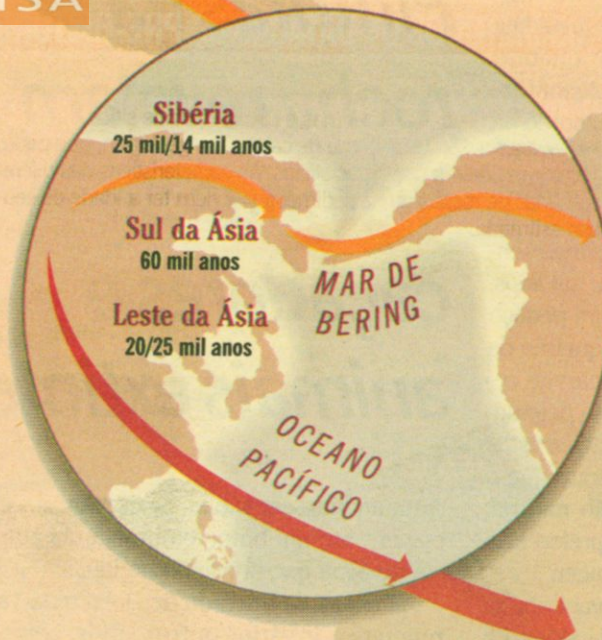 Sibéria
25 mil/14 mil anos
Sul da Ásia
60 mil anos
Leste da Ásia
20/25 mil anos
MAR DE
BERING
OCEANO
PACÍFICO